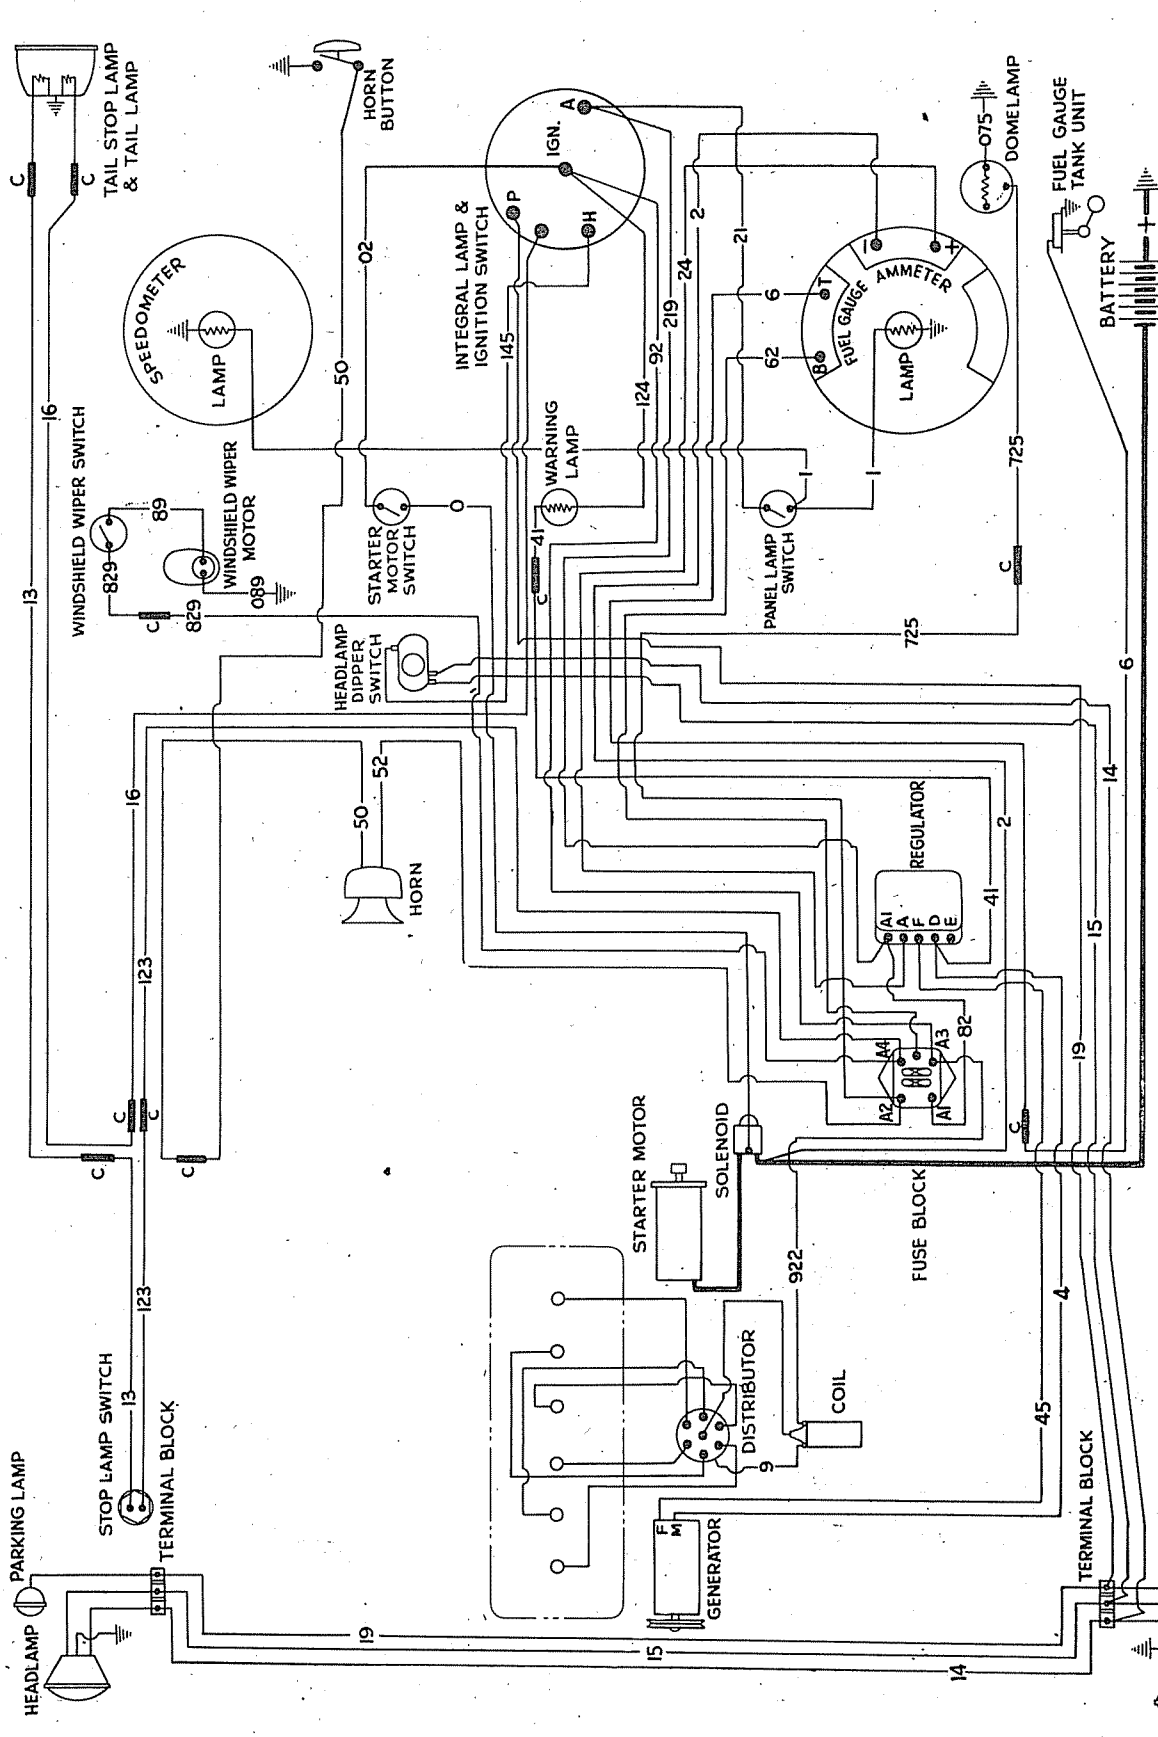 TAIL STOP LAMP
& TAIL LAMP
C
C
HORN
BUTTON
SPEEDOMETER
LAMP
INTEGRAL LAMP &
IGNITION SWITCH
IGN.
A
P
H
DOMELAMP
075
FUEL GAUGE
TANK UNIT
BATTERY
+
AMMETER
FUEL GAUGE
LAMP
B
T
−
+
WINDSHIELD WIPER SWITCH
WINDSHIELD WIPER
MOTOR
STARTER
MOTOR
SWITCH
WARNING
LAMP
PANEL LAMP
SWITCH
HEADLAMP
DIPPER
SWITCH
13
16
829
89
829
089
C
50
02
0
145
41
C
124
92
219
24
2
21
6
62
1
1
725
C
725
6
16
123
50
52
HORN
REGULATOR
A1
A
F
D
E
41
2
15
14
19
82
A4
A3
A2
A1
FUSE BLOCK
C
C
C
C
C
SOLENOID
STARTER MOTOR
922
13
123
STOP LAMP SWITCH
TERMINAL BLOCK
PARKING LAMP
HEADLAMP
DISTRIBUTOR
COIL
9
F
M
GENERATOR
45
4
TERMINAL BLOCK
19
15
14